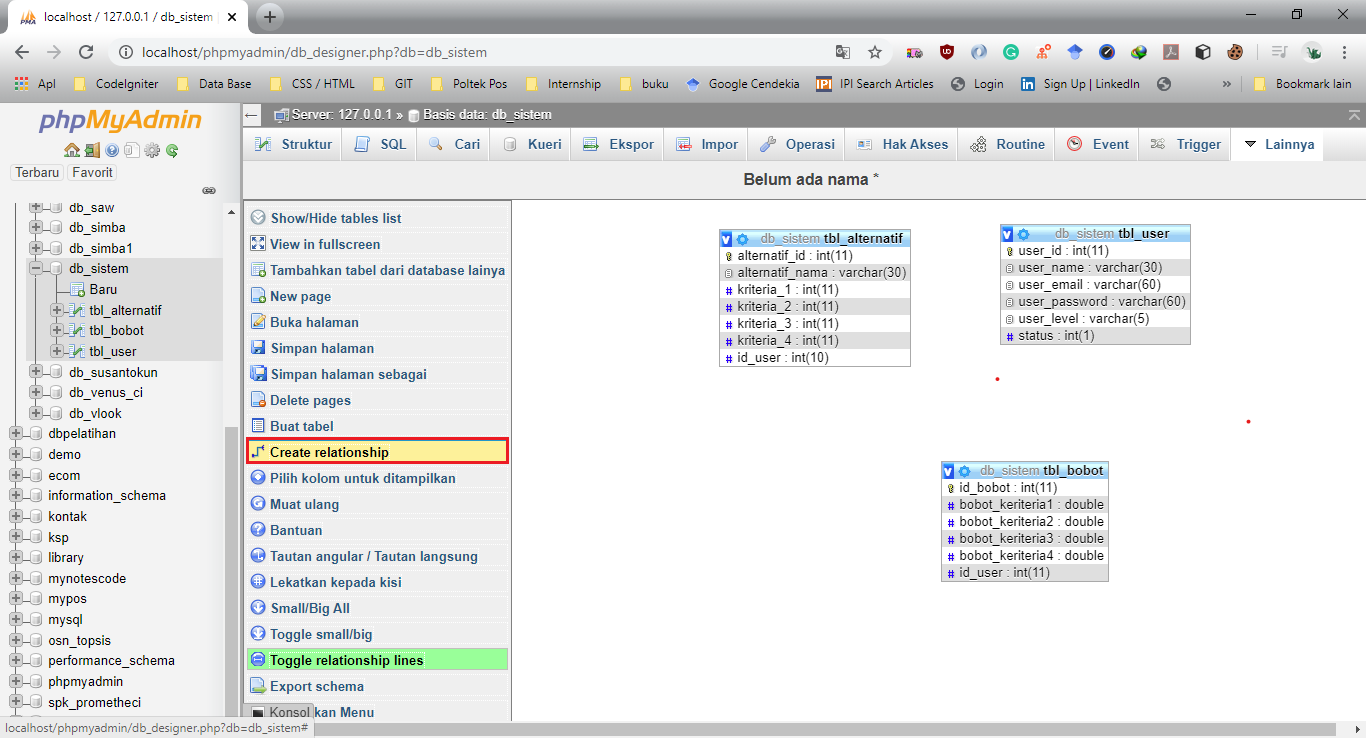 localhost / 127.0.0.1 / db_sistem
localhost/phpmyadmin/db_designer.php?db=db_sistem
Apl CodeIgniter Data Base CSS / HTML GIT Poltek Pos Internship buku Google Cendekia IPI Search Articles Login Sign Up | LinkedIn » Bookmark lain
phpMyAdmin
Terbaru Favorit
db_saw
db_simba
db_simba1
db_sistem
Baru
tbl_alternatif
tbl_bobot
tbl_user
db_susantokun
db_venus_ci
db_vlook
dbpelatihan
demo
ecom
information_schema
kontak
ksp
library
mynotescode
mypos
mysql
osn_topsis
performance_schema
phpmyadmin
spk_prometheci
localhost/phpmyadmin/db_designer.php?db=db_sistem#
Server: 127.0.0.1 » Basis data: db_sistem
Struktur SQL Cari Kueri Ekspor Impor Operasi Hak Akses Routine Event Trigger Lainnya
Belum ada nama *
Show/Hide tables list
View in fullscreen
Tambahkan tabel dari database lainya
New page
Buka halaman
Simpan halaman
Simpan halaman sebagai
Delete pages
Buat tabel
Create relationship
Pilih kolom untuk ditampilkan
Muat ulang
Bantuan
Tautan angular / Tautan langsung
Lekatkan kepada kisi
Small/Big All
Toggle small/big
Toggle relationship lines
Export schema
Konsol kan Menu
db_sistem tbl_alternatif
alternatif_id : int(11)
alternatif_nama : varchar(30)
kriteria_1 : int(11)
kriteria_2 : int(11)
kriteria_3 : int(11)
kriteria_4 : int(11)
id_user : int(10)
db_sistem tbl_user
user_id : int(11)
user_name : varchar(30)
user_email : varchar(60)
user_password : varchar(60)
user_level : varchar(5)
status : int(1)
db_sistem tbl_bobot
id_bobot : int(11)
bobot_keriteria1 : double
bobot_keriteria2 : double
bobot_keriteria3 : double
bobot_keriteria4 : double
id_user : int(11)